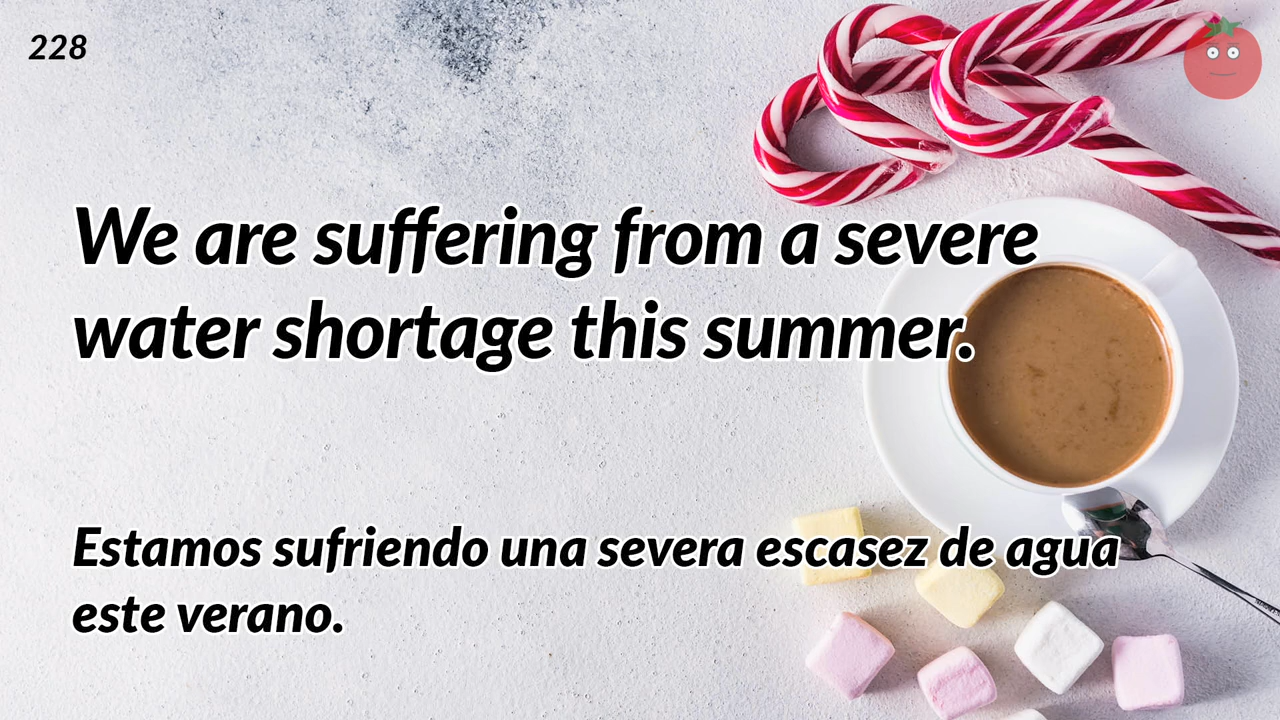 228
We are suffering from a severe
water shortage this summer.
Estamos sufriendo una severa escasez de agua
este verano.